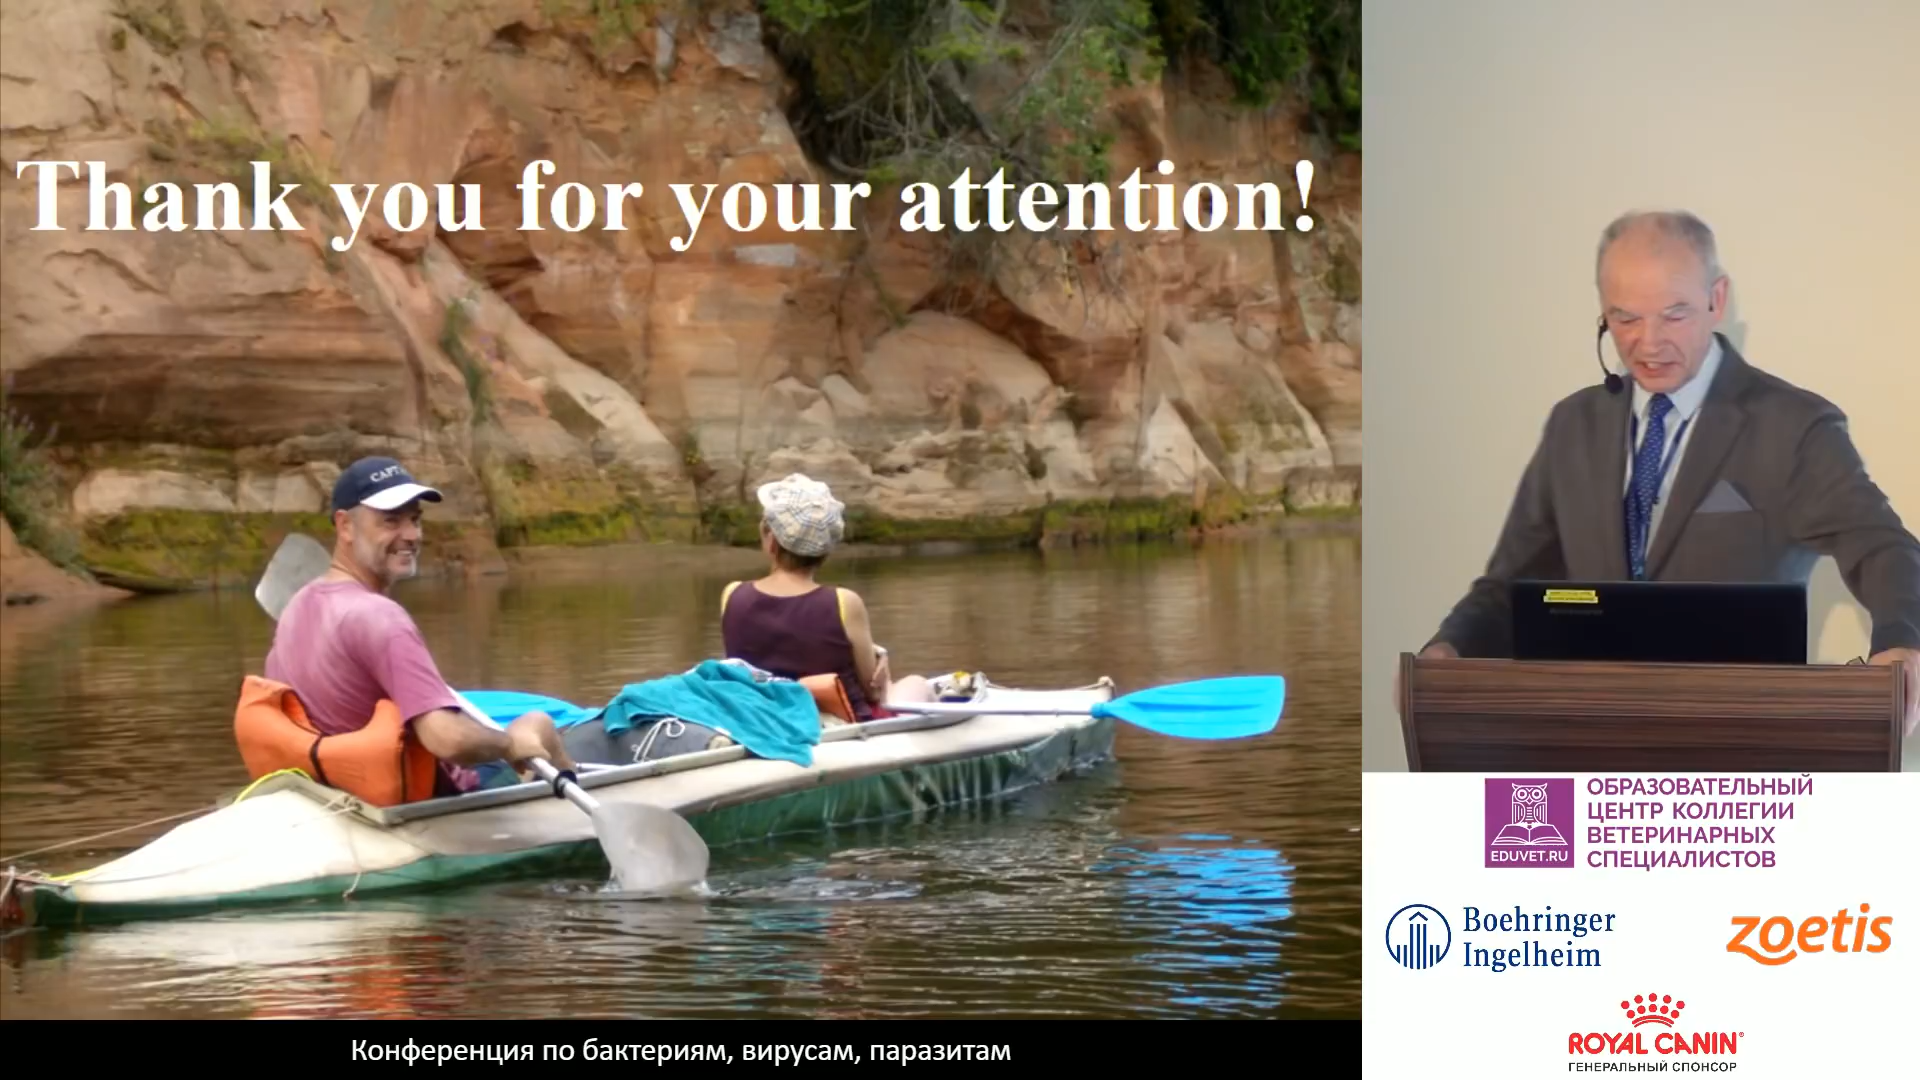 Thank you for your attention!
Конференция по бактериям, вирусам, паразитам
ОБРАЗОВАТЕЛЬНЫЙ
ЦЕНТР КОЛЛЕГИИ
ВЕТЕРИНАРНЫХ
СПЕЦИАЛИСТОВ
EDUVET.RU
Boehringer
Ingelheim
zoetis
ROYAL CANIN
ГЕНЕРАЛЬНЫЙ СПОНСОР